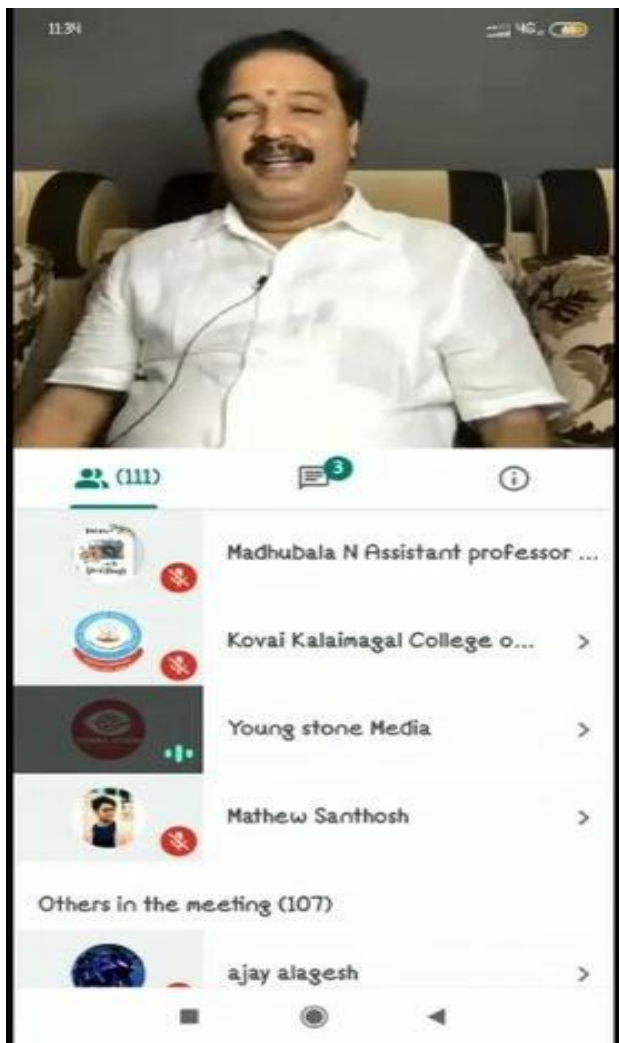 11:34
4G
(111)
3
Madhubala N Assistant professor ...
Kovai Kalaimagal College o...
Young stone Media
Mathew Santhosh
Others in the meeting (107)
ajay alagesh